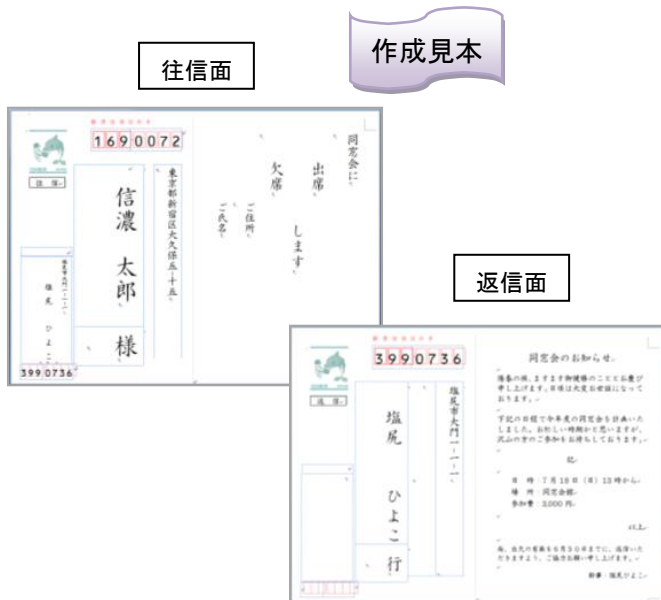 作成見本
往信面
郵便往復はがき
1690072
往信
東京都新宿区大久保五-十五
信濃 太郎 様
塩尻市大門一-一-一
塩尻 ひよこ
3990736
同窓会に
出席
します
欠席
ご住所
ご氏名
返信面
3990736
返信
塩尻市大門一-一-一
塩尻 ひよこ 行
同窓会のお知らせ
陽春の候、ますます御健勝のこととお慶び
申し上げます。日頃は大変お世話になって
おります。
下記の日程で今年度の同窓会を計画いた
しました。お忙しい時期かと思いますが、
沢山の方のご参加をお待ちしております。
記
日 時:7月18日(日)13時から
場 所:同窓会館
参加費:3,000円
以上
尚、出欠の有無を6月30日までに、返信いた
だきますよう、ご協力お願い申し上げます。
幹事:塩尻ひよこ